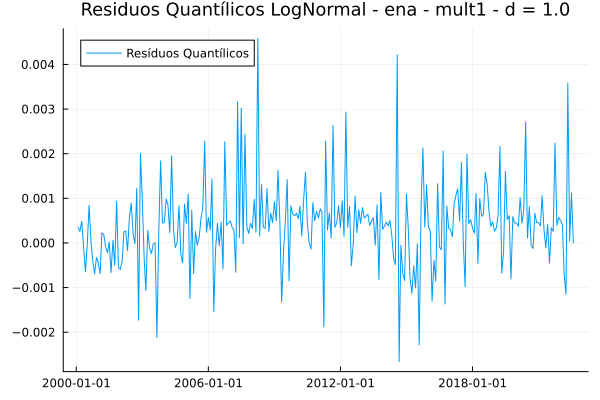 Residuos Quantílicos LogNormal - ena - mult1 - d = 1.0
Resíduos Quantílicos
0.004
0.003
0.002
0.001
0.000
−0.001
−0.002
2000-01-01 2006-01-01 2012-01-01 2018-01-01